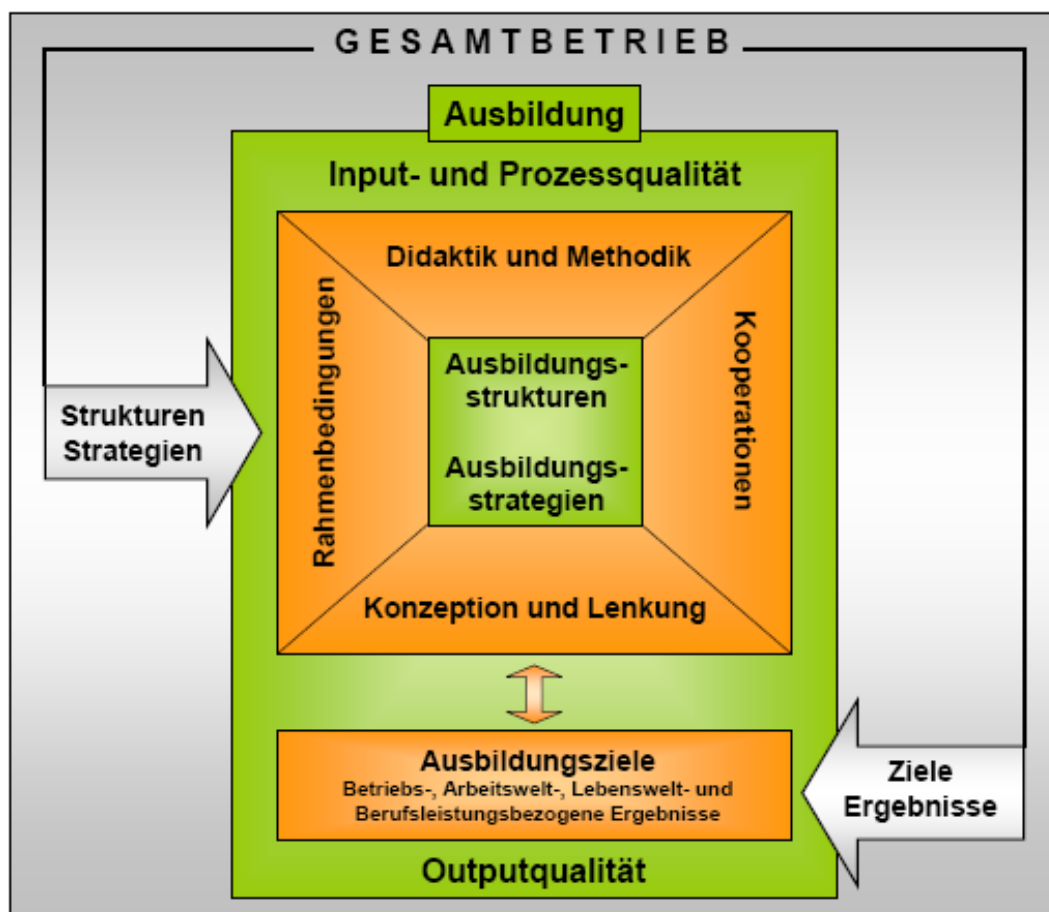 GESAMTBETRIEB
Ausbildung
Input- und Prozessqualität
Didaktik und Methodik
Rahmenbedingungen
Kooperationen
Ausbildungs-
strukturen
Ausbildungs-
strategien
Konzeption und Lenkung
Strukturen
Strategien
Ausbildungsziele
Betriebs-, Arbeitswelt-, Lebenswelt- und
Berufsleistungsbezogene Ergebnisse
Ziele
Ergebnisse
Outputqualität